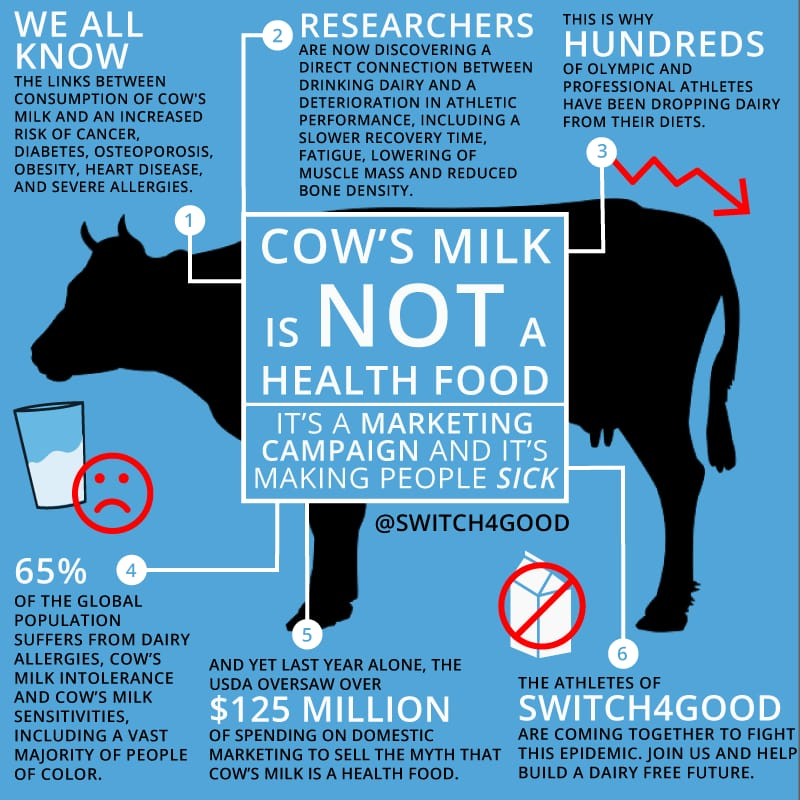 WE ALL
KNOW
THE LINKS BETWEEN
CONSUMPTION OF COW'S
MILK AND AN INCREASED
RISK OF CANCER,
DIABETES, OSTEOPOROSIS,
OBESITY, HEART DISEASE,
AND SEVERE ALLERGIES.
1
2
RESEARCHERS
ARE NOW DISCOVERING A
DIRECT CONNECTION BETWEEN
DRINKING DAIRY AND A
DETERIORATION IN ATHLETIC
PERFORMANCE, INCLUDING A
SLOWER RECOVERY TIME,
FATIGUE, LOWERING OF
MUSCLE MASS AND REDUCED
BONE DENSITY.
THIS IS WHY
HUNDREDS
OF OLYMPIC AND
PROFESSIONAL ATHLETES
HAVE BEEN DROPPING DAIRY
FROM THEIR DIETS.
3
COW'S MILK
IS NOT A
HEALTH FOOD
IT'S A MARKETING
CAMPAIGN AND IT'S
MAKING PEOPLE SICK
@SWITCH4GOOD
65%
4
OF THE GLOBAL
POPULATION
SUFFERS FROM DAIRY
ALLERGIES, COW'S
MILK INTOLERANCE
AND COW'S MILK
SENSITIVITIES,
INCLUDING A VAST
MAJORITY OF PEOPLE
OF COLOR.
5
AND YET LAST YEAR ALONE, THE
USDA OVERSAW OVER
$125 MILLION
OF SPENDING ON DOMESTIC
MARKETING TO SELL THE MYTH THAT
COW'S MILK IS A HEALTH FOOD.
6
THE ATHLETES OF
SWITCH4GOOD
ARE COMING TOGETHER TO FIGHT
THIS EPIDEMIC. JOIN US AND HELP
BUILD A DAIRY FREE FUTURE.